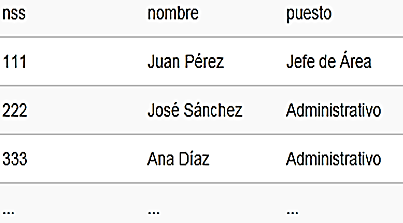 nss nombre puesto
111 Juan Pérez Jefe de Área
222 José Sánchez Administrativo
333 Ana Díaz Administrativo
... ... ...